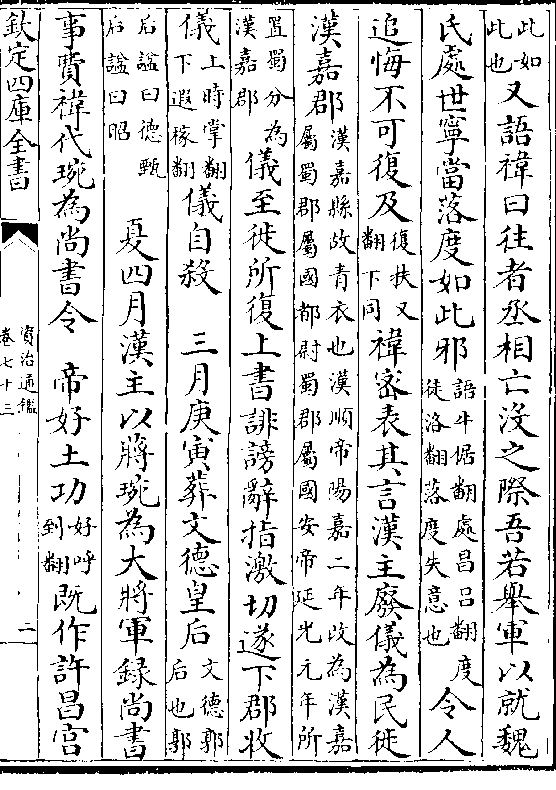 此如此也又語禕曰往者丞相亡沒之際吾若舉軍以就魏
氏處世寧當落度如此邪語牛倨翻處昌呂翻度徒洛翻落度失意也令人
追悔不可復及復扶又翻下同禕密表其言漢主廢儀為民徙
漢嘉郡漢嘉縣故青衣也漢順帝陽嘉二年改為漢嘉屬蜀郡屬國都尉蜀郡屬國安帝延光元年所
置蜀分為漢嘉郡儀至徙所復上書誹謗辭指激切遂下郡收
儀上時掌翻下遐稼翻儀自殺　三月庚寅葬文德皇后文德郭后也郭
后諡曰德甄后諡曰昭　夏四月漢主以蔣琬為大將軍錄尚書
事費禕代琬為尚書令　帝好土功好呼到翻既作許昌宮
欽定四庫全書
資治通鑑
卷七十三
二